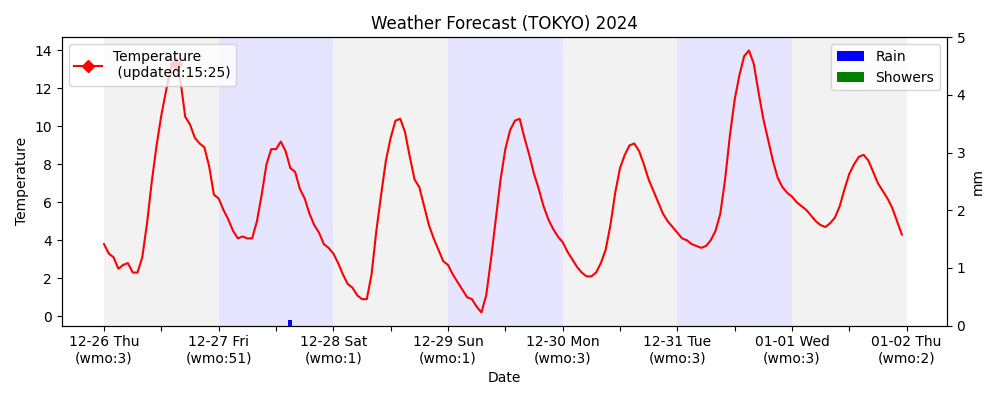 Weather Forecast (TOKYO) 2024
Temperature
(updated:15:25)
Rain
Showers
Temperature
14
12
10
8
6
4
2
0
5
4
3
2
1
0
mm
12-26 Thu
(wmo:3)
12-27 Fri
(wmo:51)
12-28 Sat
(wmo:1)
12-29 Sun
(wmo:1)
12-30 Mon
(wmo:3)
12-31 Tue
(wmo:3)
01-01 Wed
(wmo:3)
01-02 Thu
(wmo:2)
Date